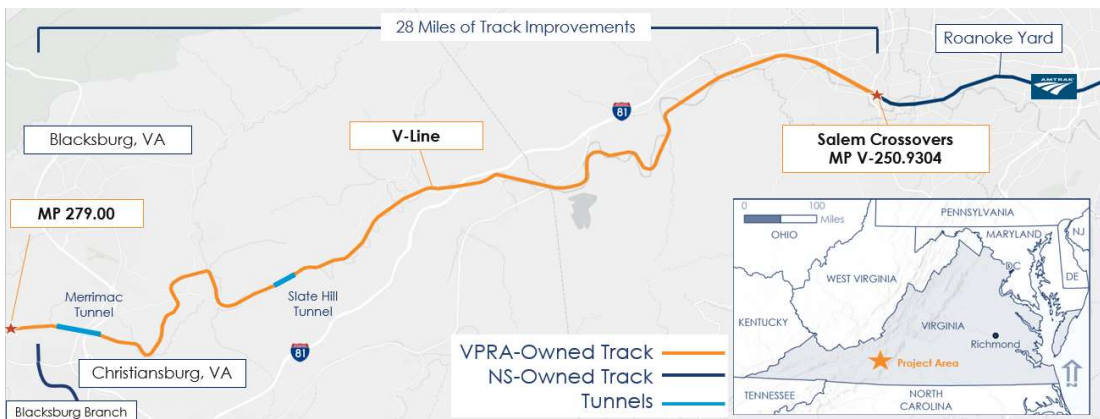 28 Miles of Track Improvements
Roanoke Yard
AMTRAK
81
Blacksburg, VA
V-Line
Salem Crossovers
MP V-250.9304
MP 279.00
Merrimac
Tunnel
Slate Hill
Tunnel
81
Christiansburg, VA
Blacksburg Branch
VPRA-Owned Track
NS-Owned Track
Tunnels
0 100
Miles
PENNSYLVANIA
OHIO
MARYLAND
NJ
WEST VIRGINIA
DC
DE
KENTUCKY
VIRGINIA
Richmond
Project Area
TENNESSEE
NORTH
CAROLINA